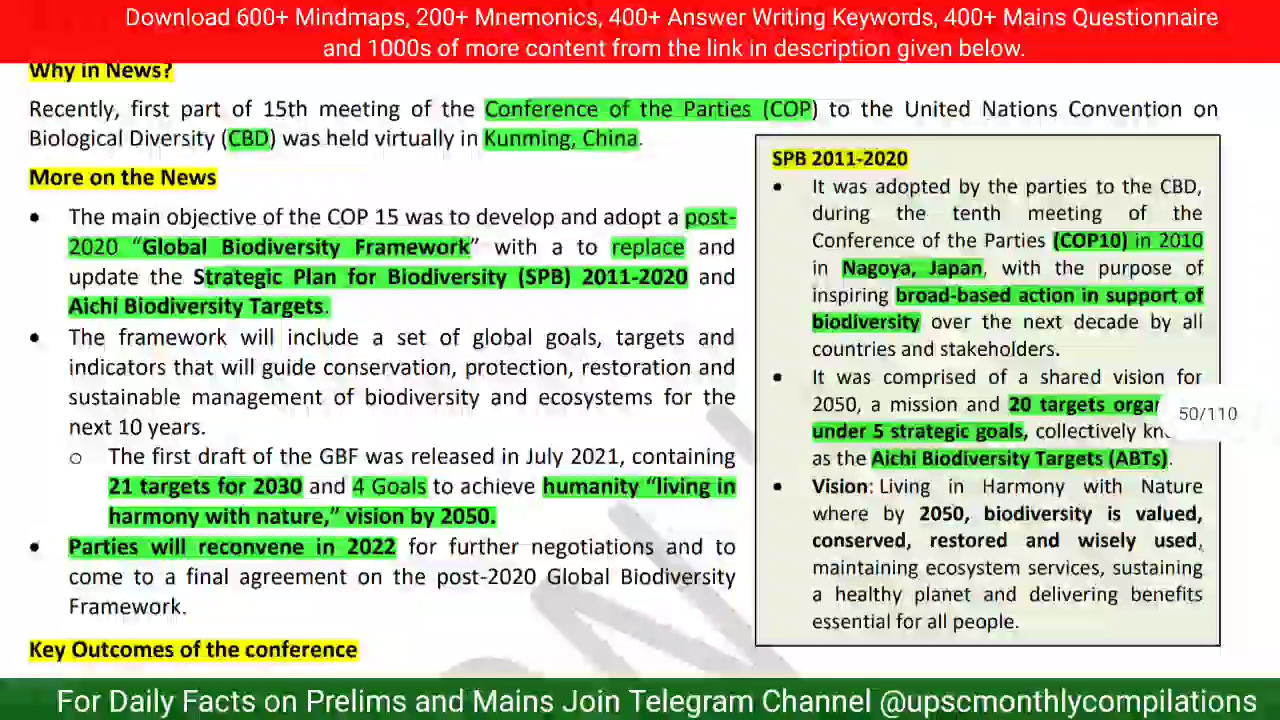 Download 600+ Mindmaps, 200+ Mnemonics, 400+ Answer Writing Keywords, 400+ Mains Questionnaire
and 1000s of more content from the link in description given below.
Why in News?
Recently, first part of 15th meeting of the Conference of the Parties (COP) to the United Nations Convention on
Biological Diversity (CBD) was held virtually in Kunming, China.
More on the News
• The main objective of the COP 15 was to develop and adopt a post-
2020 “Global Biodiversity Framework” with a to replace and
update the Strategic Plan for Biodiversity (SPB) 2011-2020 and
Aichi Biodiversity Targets.
• The framework will include a set of global goals, targets and
indicators that will guide conservation, protection, restoration and
sustainable management of biodiversity and ecosystems for the
next 10 years.
o The first draft of the GBF was released in July 2021, containing
21 targets for 2030 and 4 Goals to achieve humanity “living in
harmony with nature,” vision by 2050.
• Parties will reconvene in 2022 for further negotiations and to
come to a final agreement on the post-2020 Global Biodiversity
Framework.
Key Outcomes of the conference
SPB 2011-2020
• It was adopted by the parties to the CBD,
during the tenth meeting of the
Conference of the Parties (COP10) in 2010
in Nagoya, Japan, with the purpose of
inspiring broad-based action in support of
biodiversity over the next decade by all
countries and stakeholders.
• It was comprised of a shared vision for
2050, a mission and 20 targets
under 5 strategic goals, collectively
as the Aichi Biodiversity Targets (ABTs).
• Vision: Living in Harmony with Nature
where by 2050, biodiversity is valued,
conserved, restored and wisely used,
maintaining ecosystem services, sustaining
a healthy planet and delivering benefits
essential for all people.
50/110
For Daily Facts on Prelims and Mains Join Telegram Channel @upscmonthlycompilations